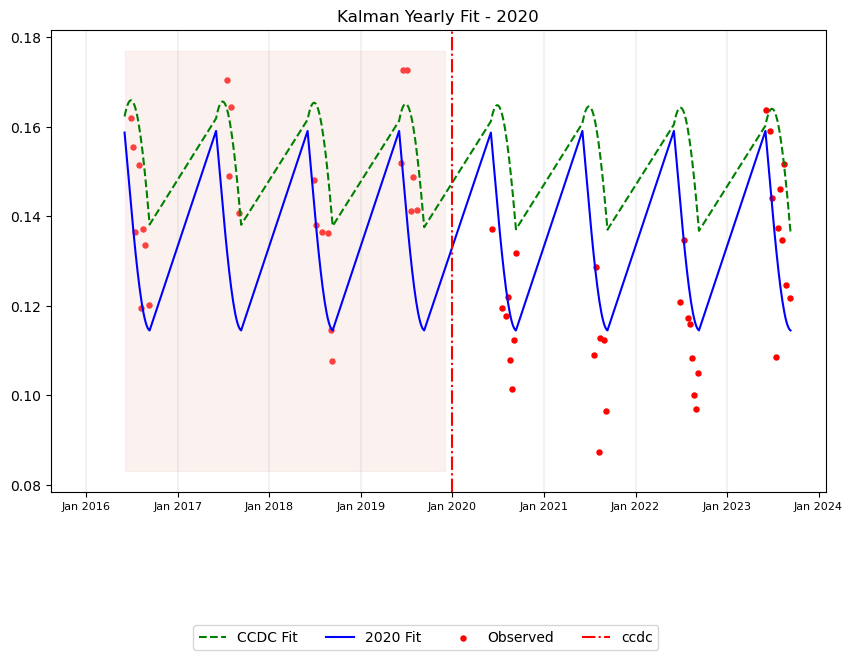 Kalman Yearly Fit - 2020
0.18
0.16
0.14
0.12
0.10
0.08
Jan 2016 Jan 2017 Jan 2018 Jan 2019 Jan 2020 Jan 2021 Jan 2022 Jan 2023 Jan 2024
CCDC Fit 2020 Fit Observed ccdc